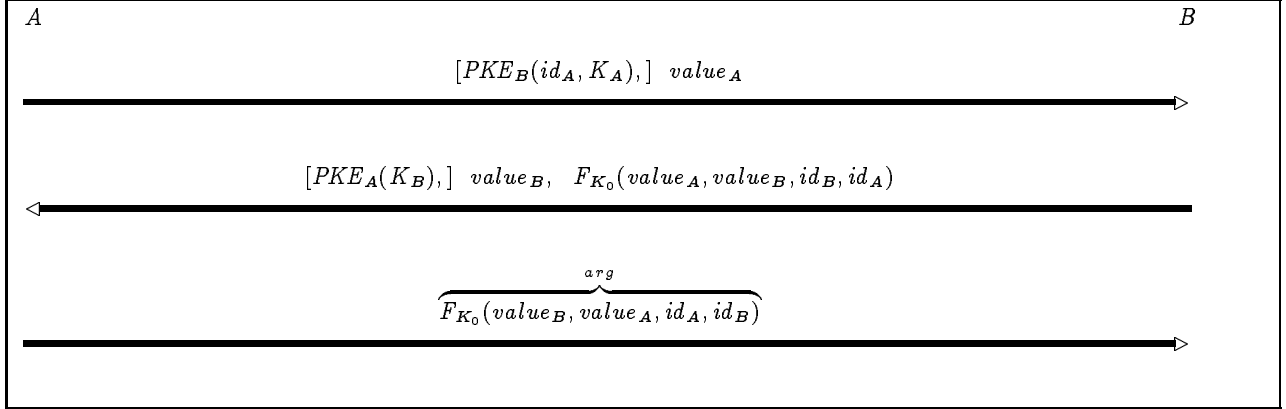 A B
[PKE_B(id_A, K_A),] value_A
[PKE_A(K_B),] value_B, F_{K_0}(value_A, value_B, id_B, id_A)
arg
F_{K_0}(value_B, value_A, id_A, id_B)